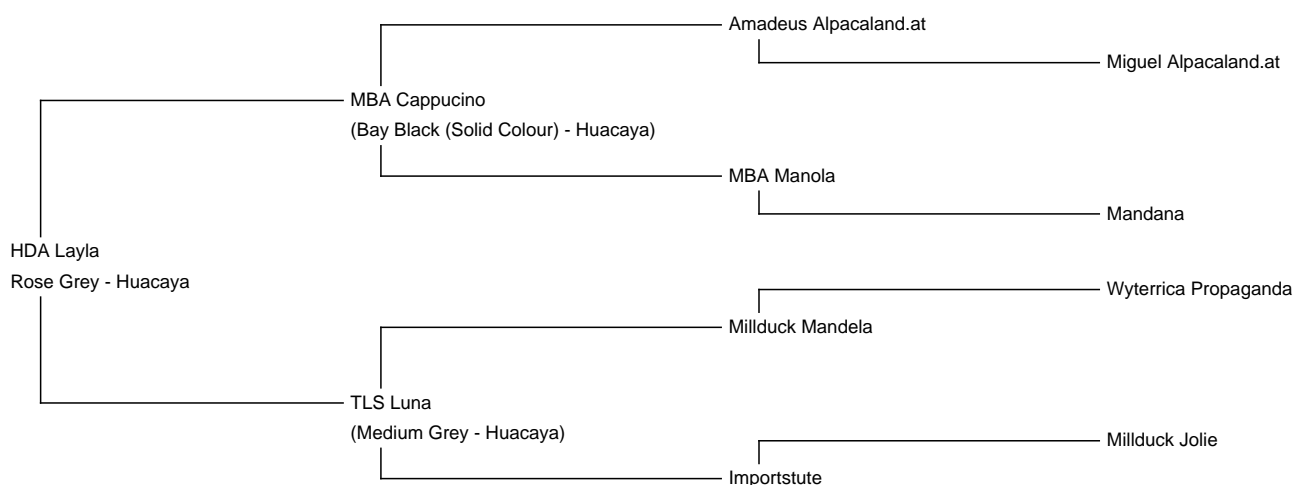 Amadeus Alpacaland.at
Miguel Alpacaland.at
MBA Cappucino
(Bay Black (Solid Colour) - Huacaya)
MBA Manola
Mandana
HDA Layla
Rose Grey - Huacaya
Wyterrica Propaganda
Millduck Mandela
TLS Luna
(Medium Grey - Huacaya)
Millduck Jolie
Importstute